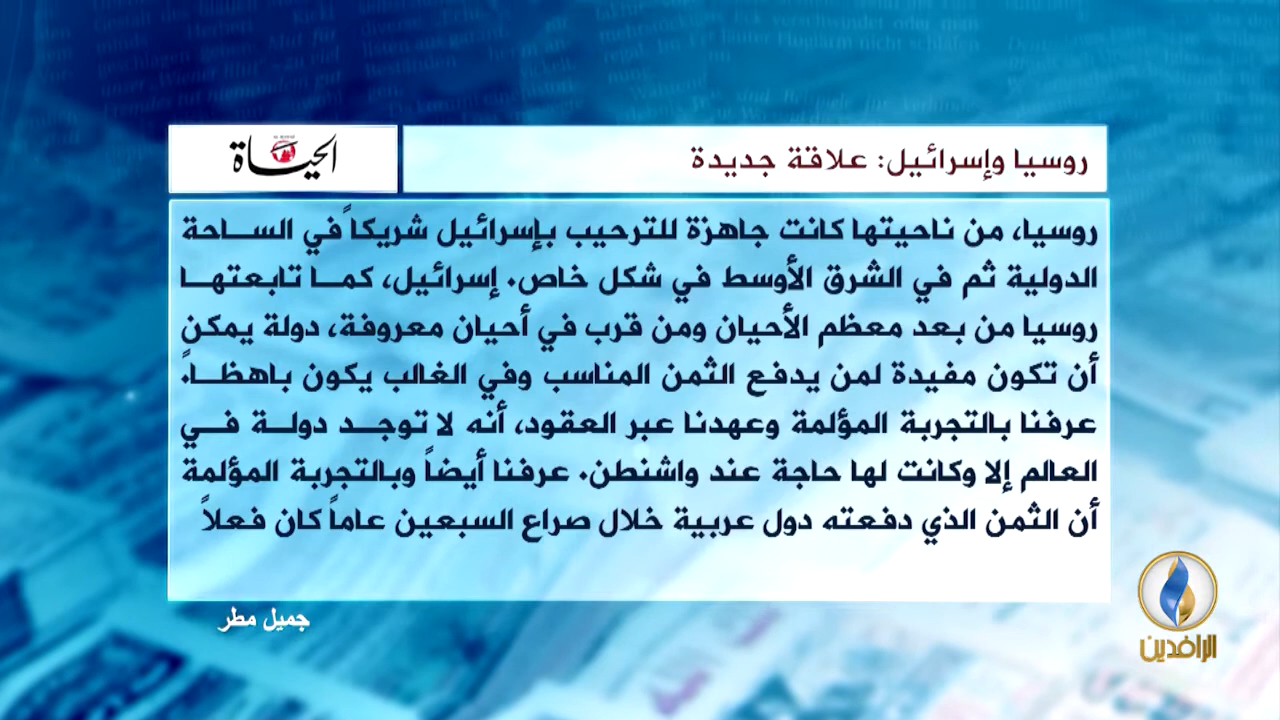 الحياة
روسيا وإسرائيل: علاقة جديدة
روسيا، من ناحيتها كانت جاهزة للترحيب بإسرائيل شريكاً في الساحة
الدولية ثم في الشرق الأوسط في شكل خاص. إسرائيل، كما تابعتها
روسيا من بعد معظم الأحيان ومن قرب في أحيان معروفة، دولة يمكن
أن تكون مفيدة لمن يدفع الثمن المناسب وفي الغالب يكون باهظاً.
عرفنا بالتجربة المؤلمة وعهدنا عبر العقود، أنه لا توجد دولة في
العالم إلا وكانت لها حاجة عند واشنطن. عرفنا أيضاً وبالتجربة المؤلمة
أن الثمن الذي دفعته دول عربية خلال صراع السبعين عاماً كان فعلاً
جميل مطر
الرافدين